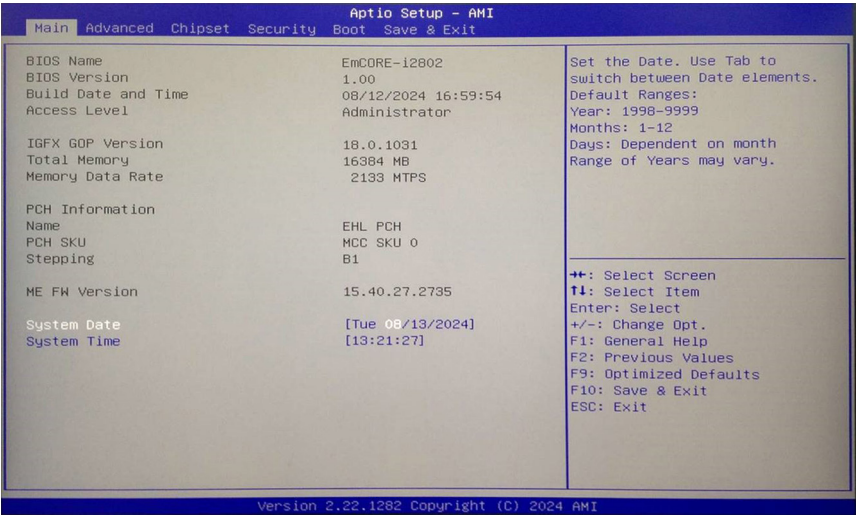 Aptio Setup - AMI
Main Advanced Chipset Security Boot Save & Exit
BIOS Name EmCORE-i2802
BIOS Version 1.00
Build Date and Time 08/12/2024 16:59:54
Access Level Administrator
IGFX GOP Version 18.0.1031
Total Memory 16384 MB
Memory Data Rate 2133 MTPS
PCH Information
Name EHL PCH
PCH SKU MCC SKU 0
Stepping B1
ME FW Version 15.40.27.2735
System Date [Tue 08/13/2024]
System Time [13:21:27]
Set the Date. Use Tab to
switch between Date elements.
Default Ranges:
Year: 1998-9999
Months: 1-12
Days: Dependent on month
Range of Years may vary.
→←: Select Screen
↑↓: Select Item
Enter: Select
+/-: Change Opt.
F1: General Help
F2: Previous Values
F9: Optimized Defaults
F10: Save & Exit
ESC: Exit
Version 2.22.1282 Copyright (C) 2024 AMI